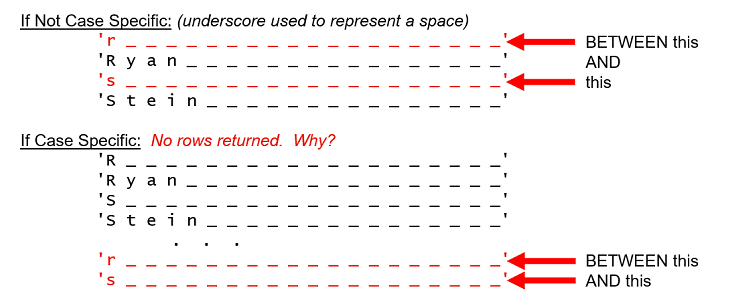 If Not Case Specific: (underscore used to represent a space)
'r _ _ _ _ _ _ _ _ _ _ _ _ _ _ _ _ _ _ _' BETWEEN this
'R y a n _ _ _ _ _ _ _ _ _ _ _ _ _ _ _ _' AND
's _ _ _ _ _ _ _ _ _ _ _ _ _ _ _ _ _ _ _' this
'S t e i n _ _ _ _ _ _ _ _ _ _ _ _ _ _ _'
If Case Specific: No rows returned. Why?
'R _ _ _ _ _ _ _ _ _ _ _ _ _ _ _ _ _ _ _'
'R y a n _ _ _ _ _ _ _ _ _ _ _ _ _ _ _ _'
'S _ _ _ _ _ _ _ _ _ _ _ _ _ _ _ _ _ _ _'
'S t e i n _ _ _ _ _ _ _ _ _ _ _ _ _ _ _'
. . .
'r _ _ _ _ _ _ _ _ _ _ _ _ _ _ _ _ _ _ _' BETWEEN this
's _ _ _ _ _ _ _ _ _ _ _ _ _ _ _ _ _ _ _' AND this